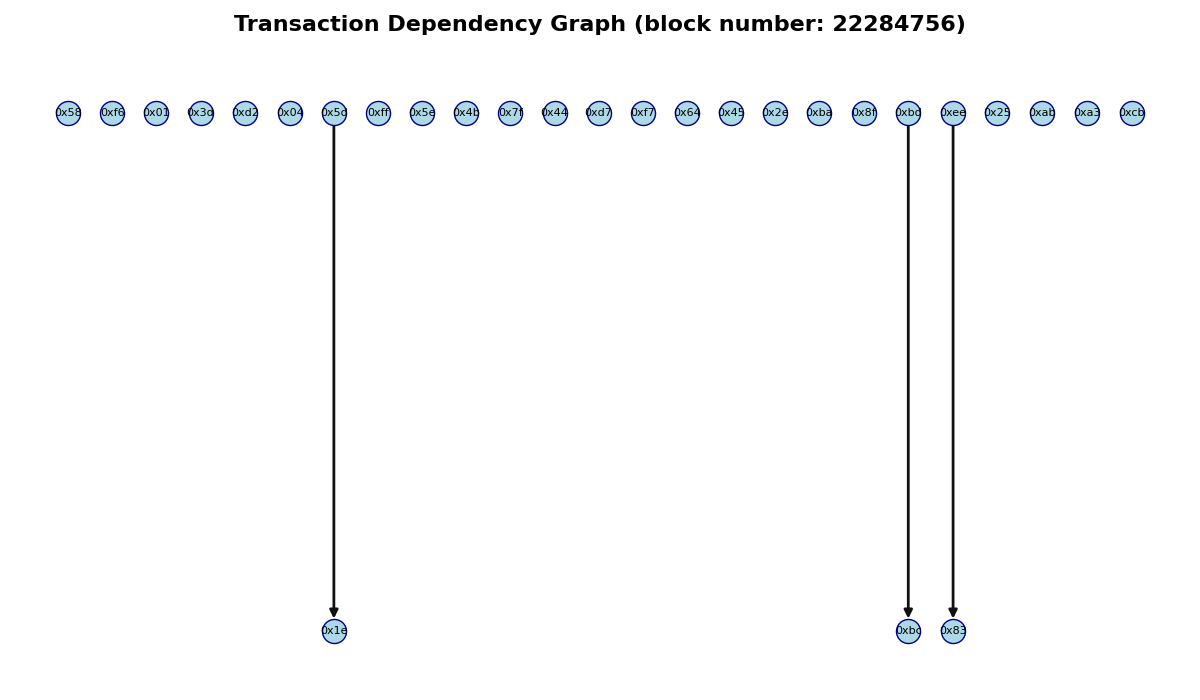 Transaction Dependency Graph (block number: 22284756)
0x58 0xf6 0x01 0x3d 0xd2 0x04 0x5d 0xff 0x5e 0x4b 0x7f 0x44 0xd7 0xf7 0x64 0x45 0x2e 0xba 0x8f 0xbd 0xee 0x25 0xab 0xa3 0xcb
0x1e 0xbc 0x83